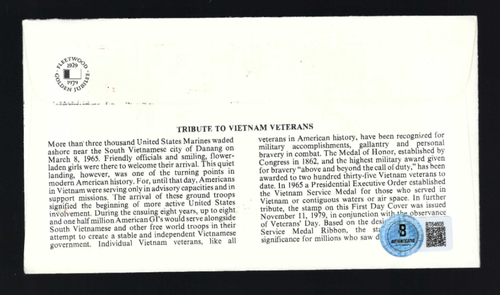 FLEETWOOD
1929
1979
GOLDEN JUBILEE
TRIBUTE TO VIETNAM VETERANS
More than three thousand United States Marines waded
ashore near the South Vietnamese city of Danang on
March 8, 1965. Friendly officials and smiling, flower-
laden girls were there to welcome their arrival. This quiet
landing, however, was one of the turning points in
modern American history. For, until that day, Americans
in Vietnam were serving only in advisory capacities and in
support missions. The arrival of those ground troops
signified the beginning of more active United States
involvement. During the ensuing eight years, up to eight
and one half million American GI's would serve alongside
South Vietnamese and other free world troops in their
attempt to create a stable and independent Vietnamese
government. Individual Vietnam veterans, like all
veterans in American history, have been recognized for
military accomplishments, gallantry and personal
bravery in combat. The Medal of Honor, established by
Congress in 1862, and the highest military award given
for bravery "above and beyond the call of duty," has been
awarded to two hundred thirty-five Vietnam veterans to
date. In 1965 a Presidential Executive Order established
the Vietnam Service Medal for those who served in
Vietnam or contiguous waters or air space. In further
tribute, the stamp on this First Day Cover was issued
November 11, 1979, in conjunction with the observance
of Veterans' Day. Based on the desi
Service Medal Ribbon, the sta
significance for millions who saw d
B